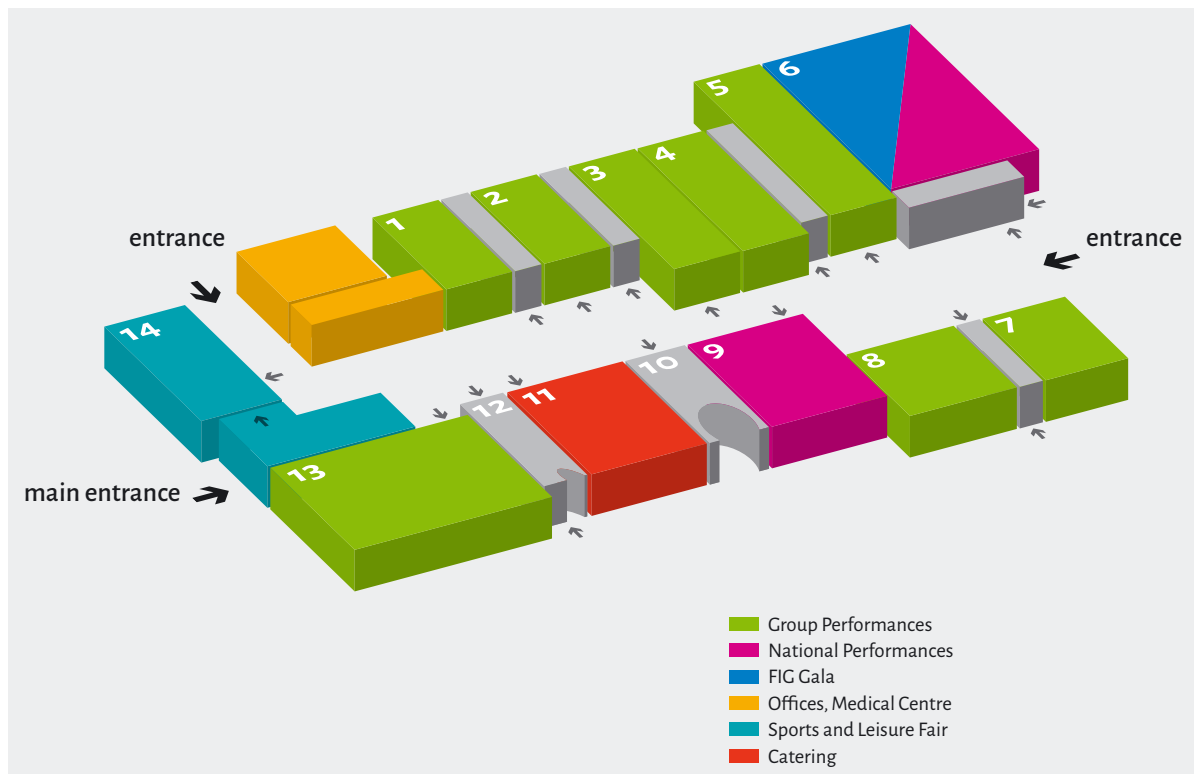 6
5
4
3
2
1
entrance
entrance
14
7
8
9
10
11
12
13
main entrance
Group Performances
National Performances
FIG Gala
Offices, Medical Centre
Sports and Leisure Fair
Catering